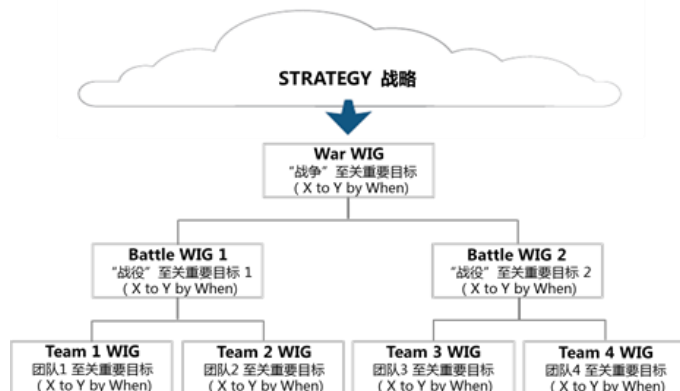 STRATEGY 战略
War WIG
“战争”至关重要目标
( X to Y by When)
Battle WIG 1
“战役”至关重要目标 1
( X to Y by When)
Battle WIG 2
“战役”至关重要目标 2
( X to Y by When)
Team 1 WIG
团队1 至关重要目标
( X to Y by When)
Team 2 WIG
团队2 至关重要目标
( X to Y by When)
Team 3 WIG
团队3 至关重要目标
( X to Y by When)
Team 4 WIG
团队4 至关重要目标
( X to Y by When)